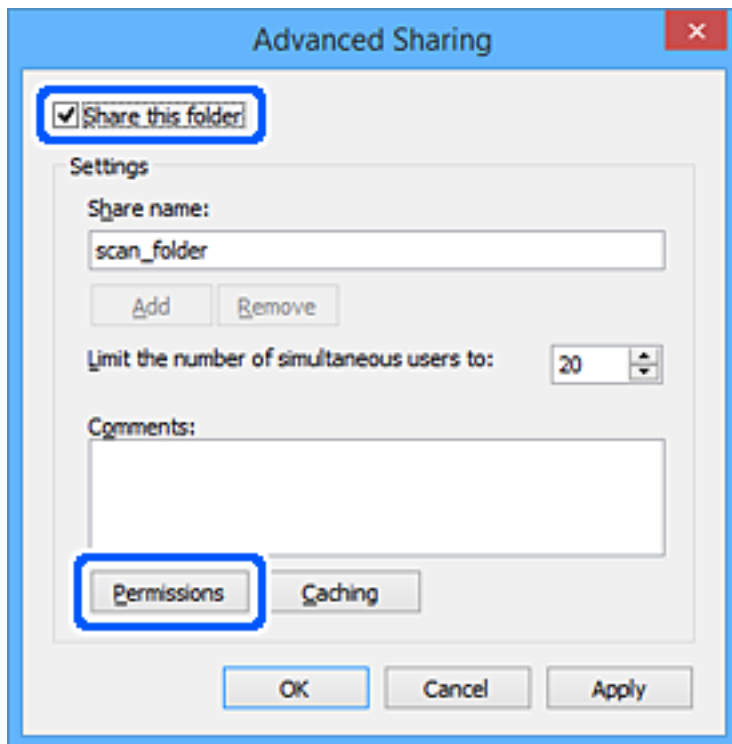 Advanced Sharing
Share this folder
Settings
Share name:
scan_folder
Add Remove
Limit the number of simultaneous users to: 20
Comments:
Permissions Caching
OK Cancel Apply